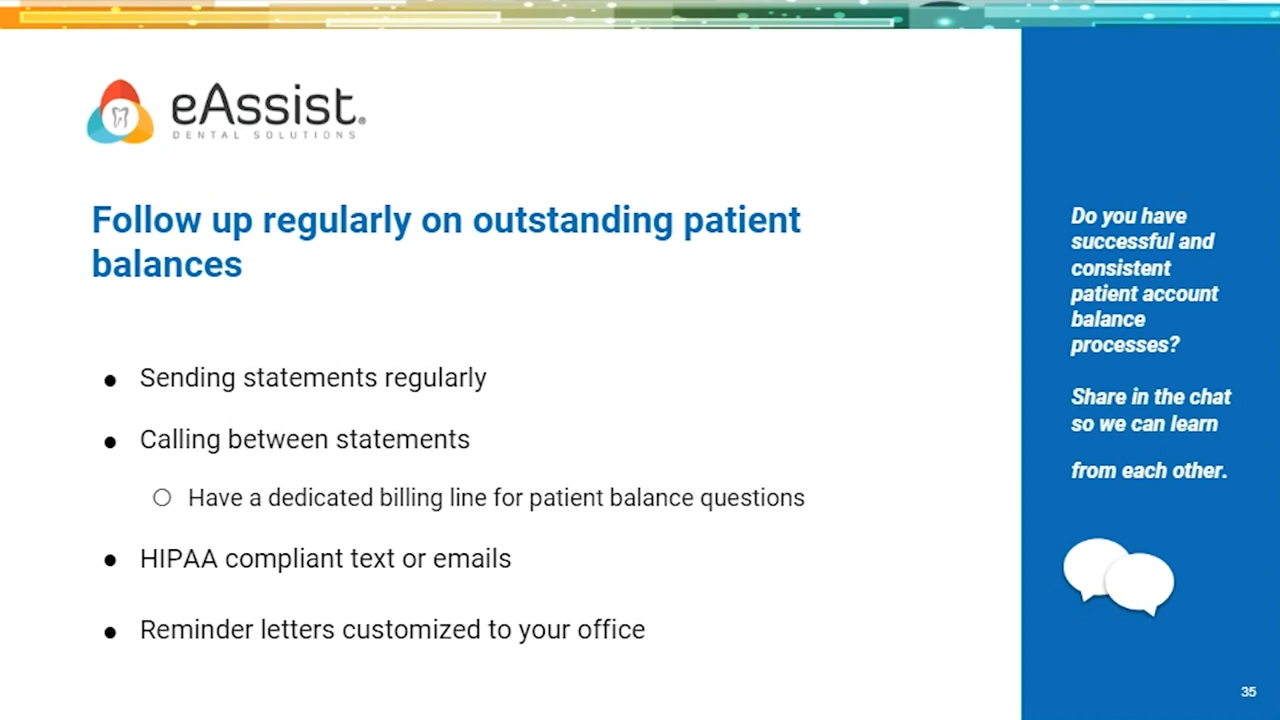 eAssist®
DENTAL SOLUTIONS
Follow up regularly on outstanding patient
balances
● Sending statements regularly
● Calling between statements
○ Have a dedicated billing line for patient balance questions
● HIPAA compliant text or emails
● Reminder letters customized to your office
Do you have
successful and
consistent
patient account
balance
processes?
Share in the chat
so we can learn
from each other.
35